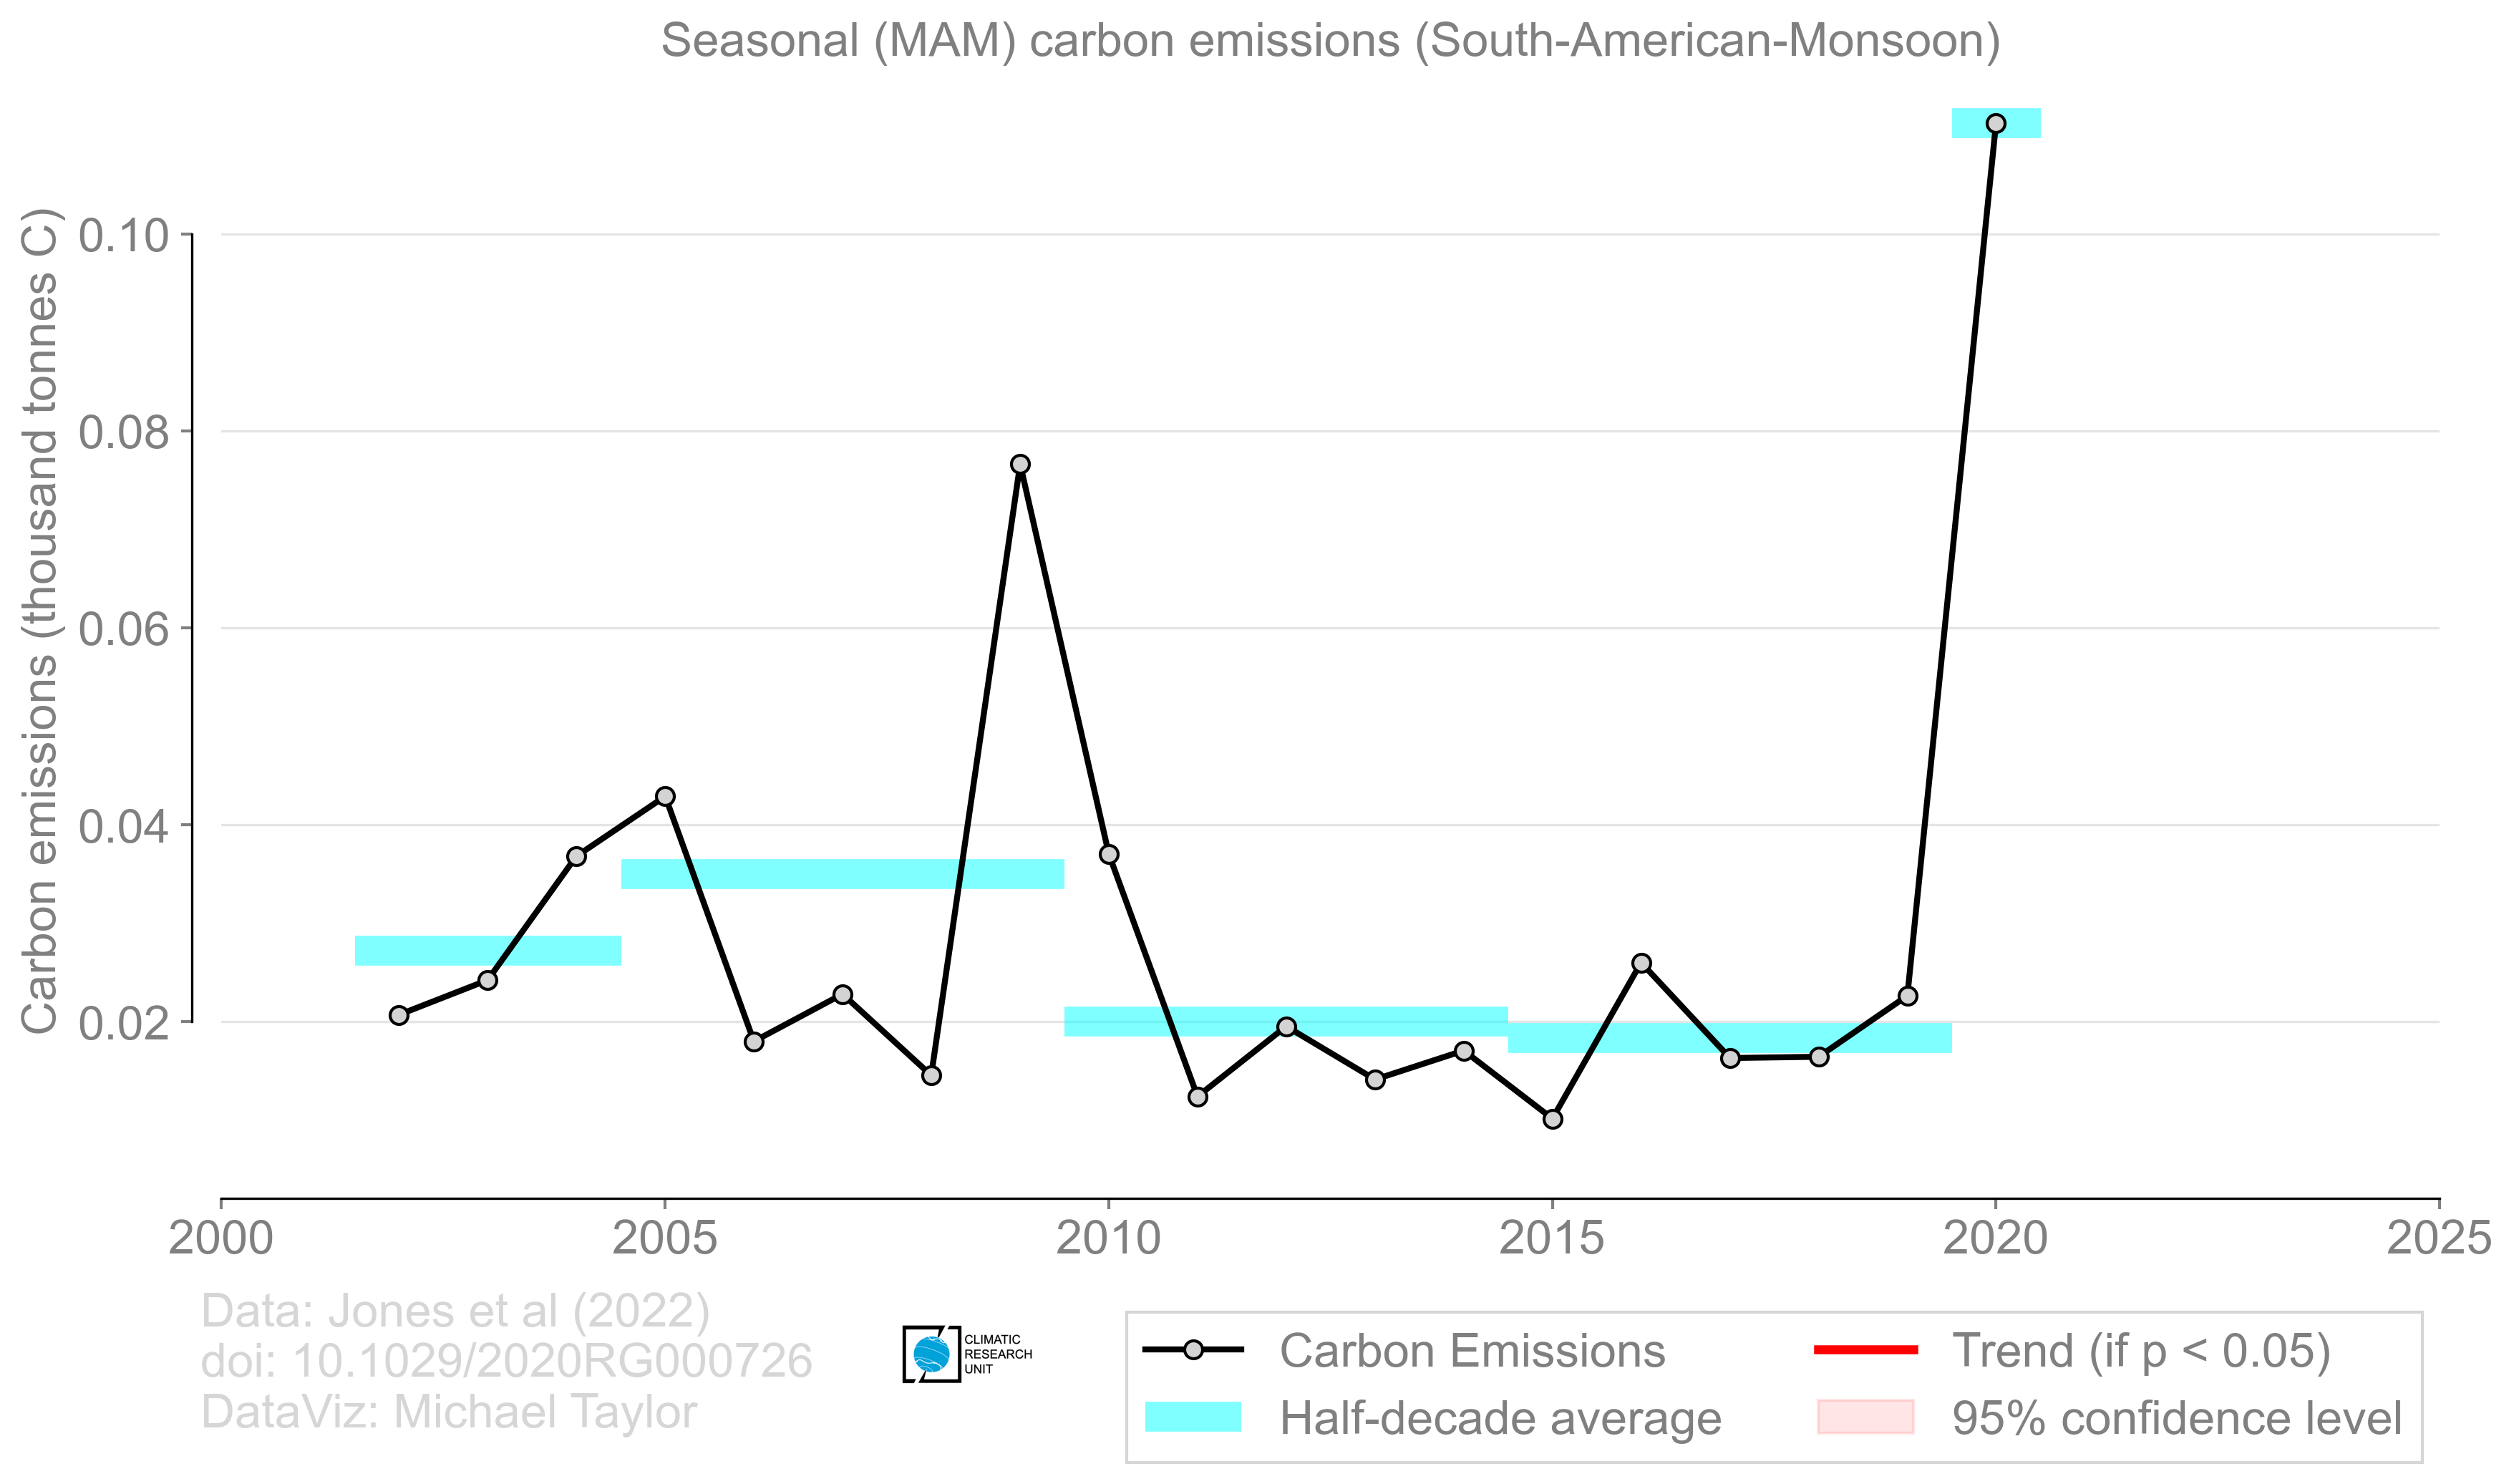 Seasonal (MAM) carbon emissions (South-American-Monsoon)
Carbon emissions (thousand tonnes C)
0.10
0.08
0.06
0.04
0.02
2000 2005 2010 2015 2020 2025
Data: Jones et al (2022)
doi: 10.1029/2020RG000726
DataViz: Michael Taylor
CLIMATIC
RESEARCH
UNIT
Carbon Emissions
Half-decade average
Trend (if p < 0.05)
95% confidence level